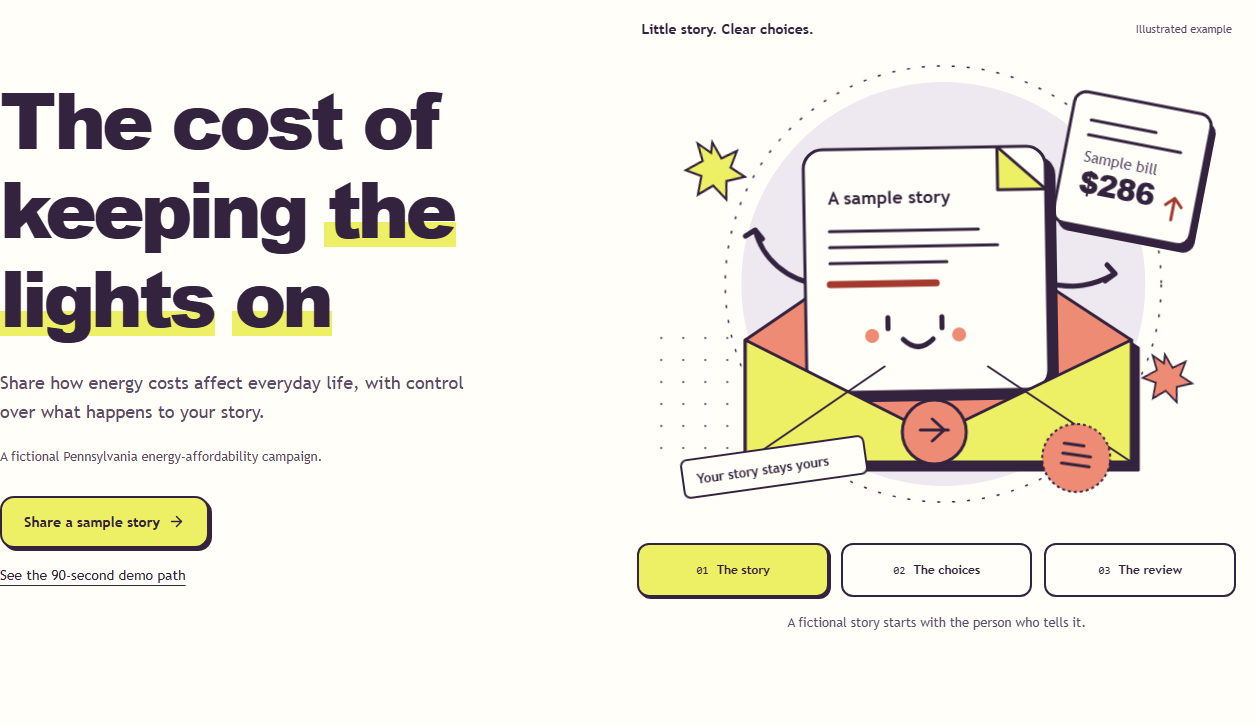 The cost of
keeping the
lights on
Share how energy costs affect everyday life, with control
over what happens to your story.
A fictional Pennsylvania energy-affordability campaign.
Share a sample story →
See the 90-second demo path
Little story. Clear choices.
Illustrated example
A sample story
Sample bill
$286
Your story stays yours
01 The story
02 The choices
03 The review
A fictional story starts with the person who tells it.